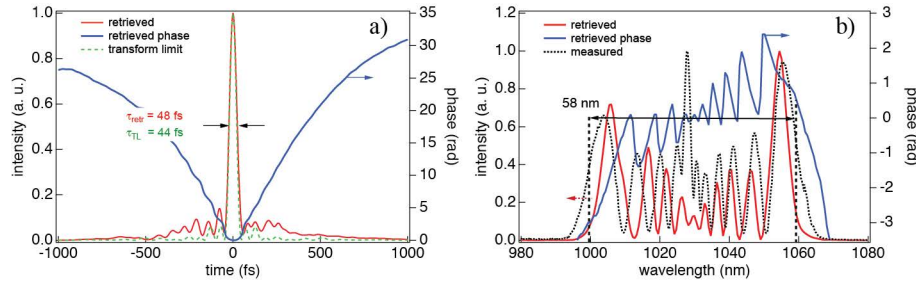 a)
retrieved
retrieved phase
transform limit
τretr = 48 fs
τTL = 44 fs
intensity (a. u.)
1.0
0.8
0.6
0.4
0.2
0.0
-1000
-500
0
500
1000
time (fs)
35
30
25
20
15
10
5
0
phase (rad)
b)
retrieved
retrieved phase
measured
58 nm
intensity (a. u.)
1.2
1.0
0.8
0.6
0.4
0.2
0.0
980
1000
1020
1040
1060
1080
wavelength (nm)
3
2
1
0
-1
-2
-3
phase (rad)